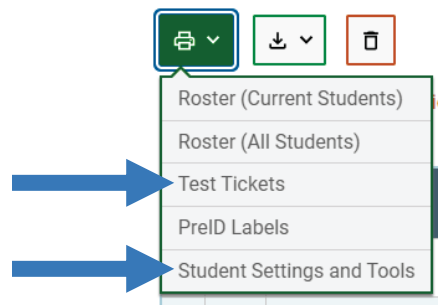 Roster (Current Students)
Roster (All Students)
Test Tickets
PreID Labels
Student Settings and Tools